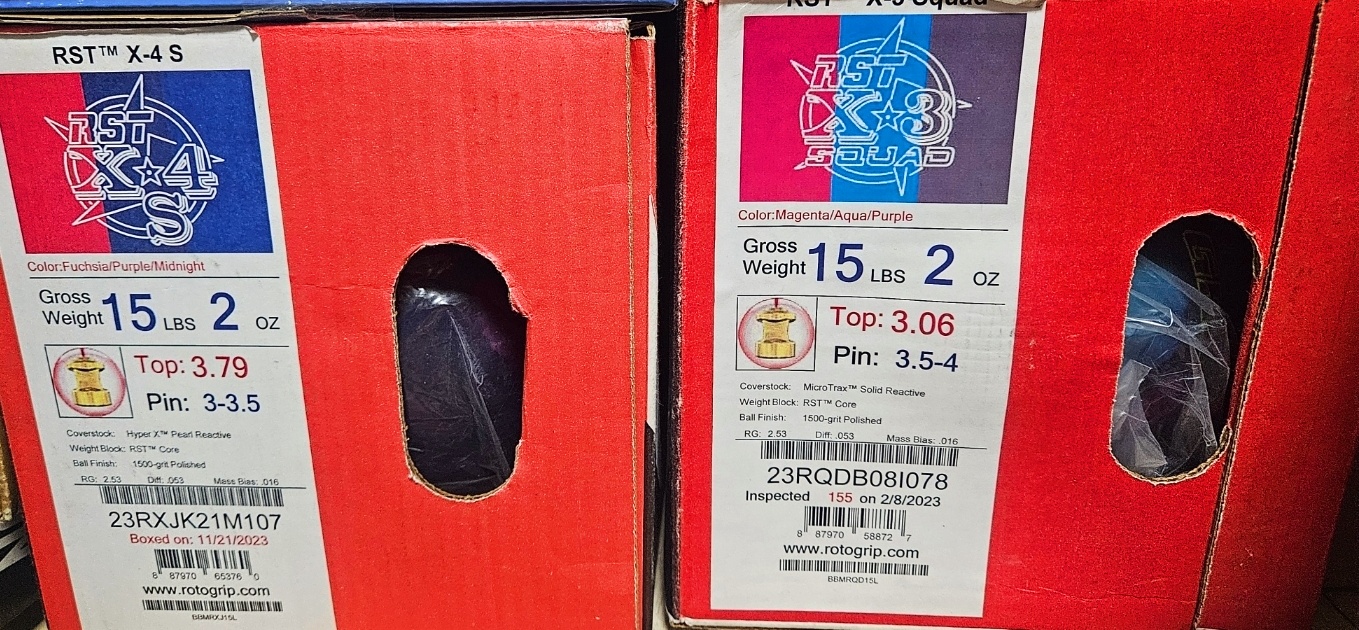 RST™ X-4 S
RST
X★4
S
Color:Fuchsia/Purple/Midnight
Gross Weight 15 LBS 2 OZ
Top: 3.79
Pin: 3-3.5
Coverstock: Hyper X™ Pearl Reactive
Weight Block: RST™ Core
Ball Finish: 1500-grit Polished
RG: 2.53 Diff: .053 Mass Bias: .016
23RXJK21M107
Boxed on: 11/21/2023
8 87970 65376 0
www.rotogrip.com
BBMRXJ15L
RST™ X-3 Squad
RST
X★3
SQUAD
Color:Magenta/Aqua/Purple
Gross Weight 15 LBS 2 OZ
Top: 3.06
Pin: 3.5-4
Coverstock: MicroTrax™ Solid Reactive
Weight Block: RST™ Core
Ball Finish: 1500-grit Polished
RG: 2.53 Diff: .053 Mass Bias: .016
23RQDB08I078
Inspected 155 on 2/8/2023
8 87970 58872 7
www.rotogrip.com
BBMRQD15L